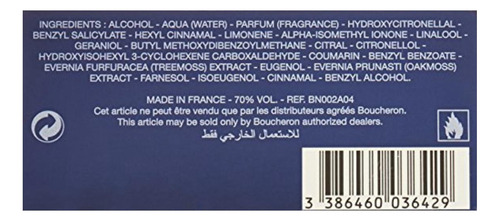 INGREDIENTS: ALCOHOL - AQUA (WATER) - PARFUM (FRAGRANCE) - HYDROXYCITRONELLAL -
BENZYL SALICYLATE - HEXYL CINNAMAL - LIMONENE - ALPHA-ISOMETHYL IONONE - LINALOOL -
GERANIOL - BUTYL METHOXYDIBENZOYLMETHANE - CITRAL - CITRONELLOL -
HYDROXYISOHEXYL 3-CYCLOHEXENE CARBOXALDEHYDE - COUMARIN - BENZYL BENZOATE -
EVERNIA FURFURACEA (TREEMOSS) EXTRACT - EUGENOL - EVERNIA PRUNASTI (OAKMOSS)
EXTRACT - FARNESOL - ISOEUGENOL - CINNAMAL - BENZYL ALCOHOL.
MADE IN FRANCE - 70% VOL. - REF. BN002A04
Cet article ne peut être vendu que par les distributeurs agréés Boucheron.
This article may be sold only by Boucheron authorized dealers.
للاستعمال الخارجي فقط
3 386460 036429